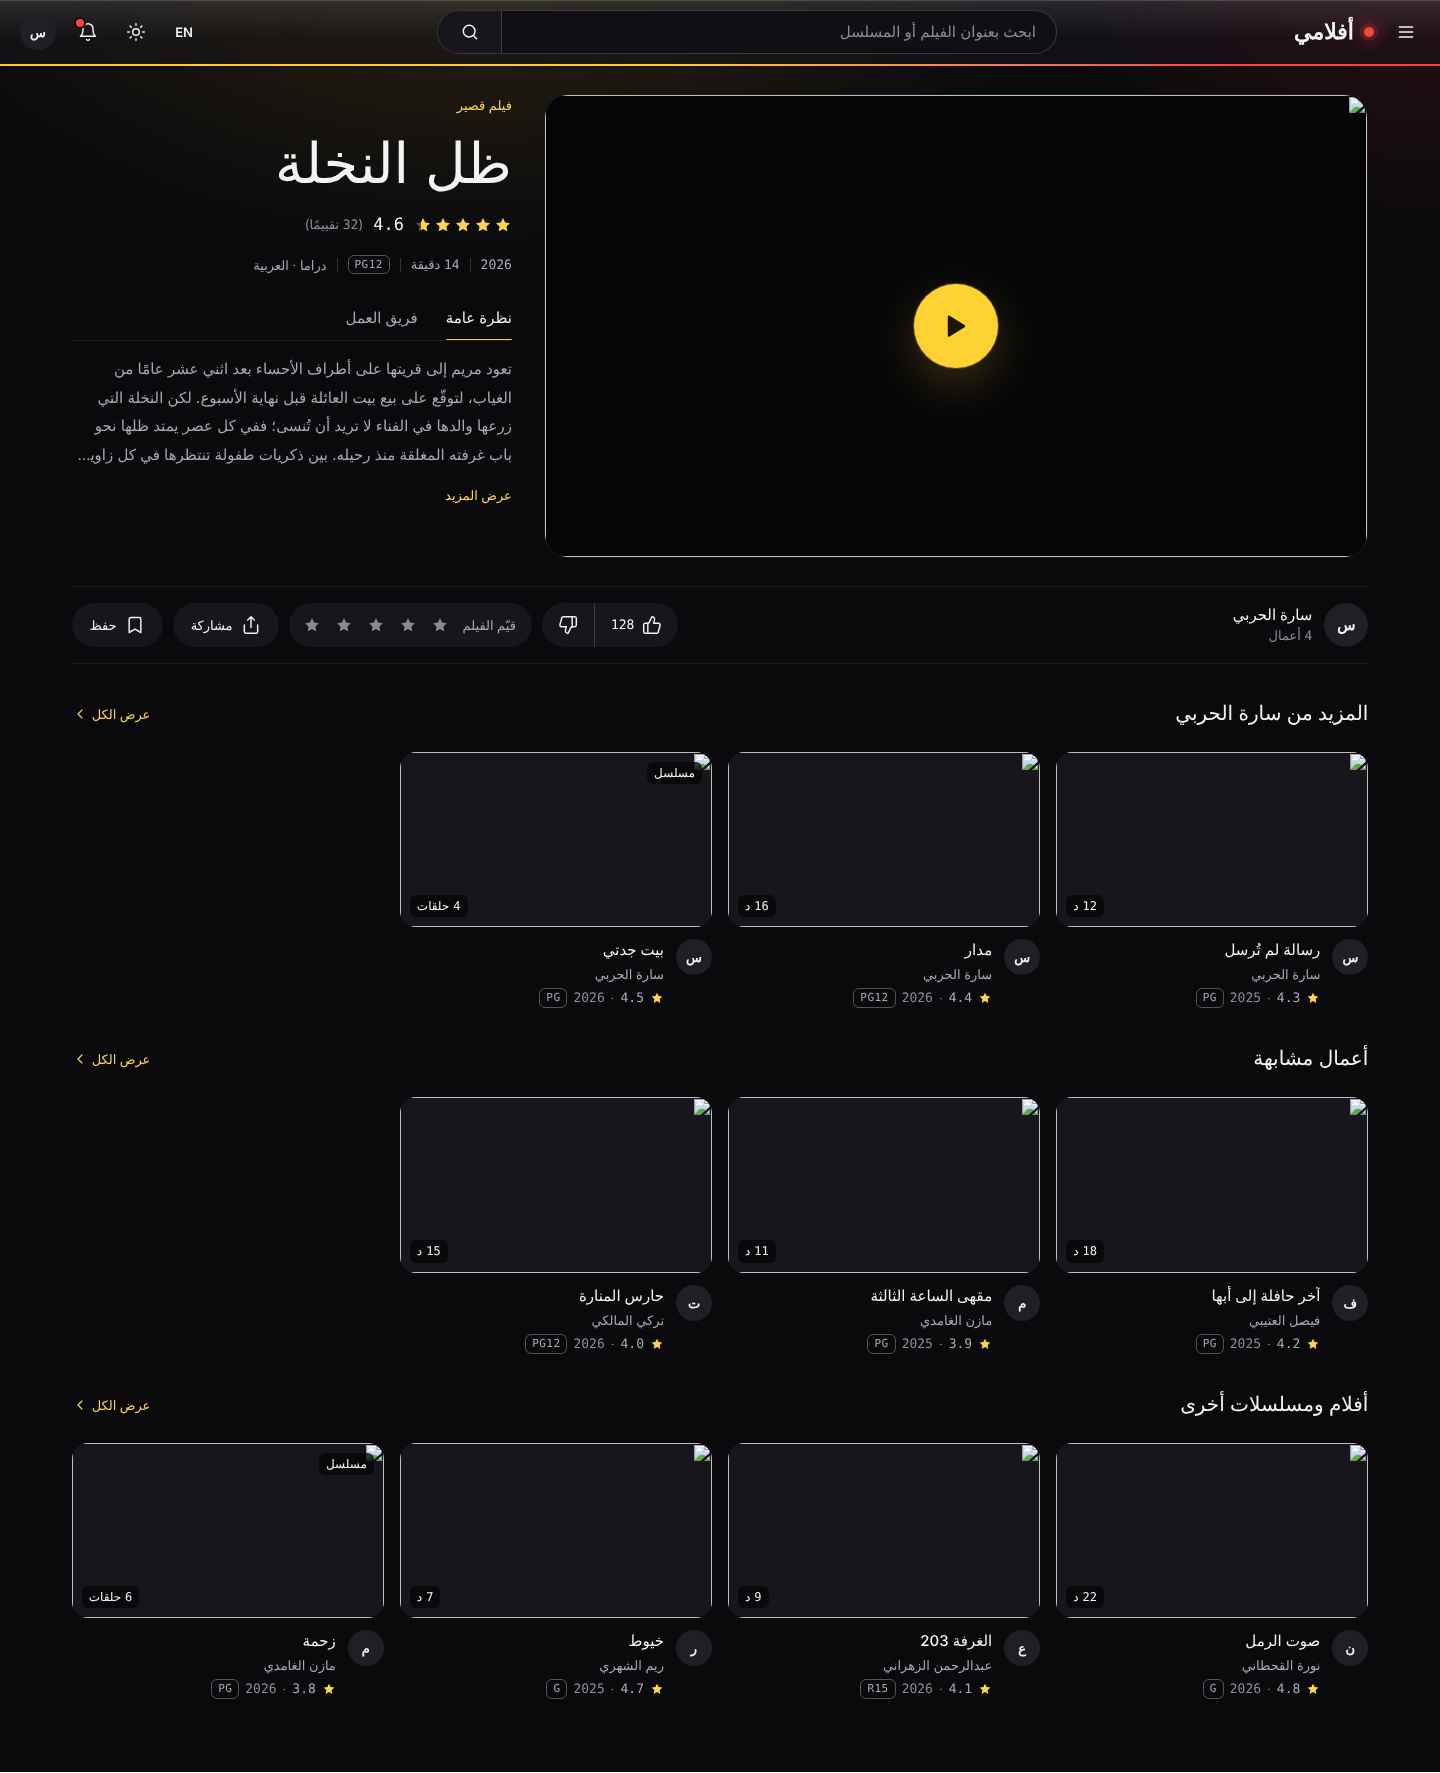 أفلامي
ابحث بعنوان الفيلم أو المسلسل
EN
س
فيلم قصير
ظل النخلة
4.6 (32 تقييمًا)
2026 14 دقيقة PG12 دراما · العربية
نظرة عامة فريق العمل
تعود مريم إلى قريتها على أطراف الأحساء بعد اثني عشر عامًا من
الغياب، لتوقّع على بيع بيت العائلة قبل نهاية الأسبوع. لكن النخلة التي
زرعها والدها في الفناء لا تريد أن تُنسى؛ ففي كل عصر يمتد ظلها نحو
باب غرفته المغلقة منذ رحيله. بين ذكريات طفولة تنتظرها في كل زاويـ...
عرض المزيد
س
سارة الحربي
4 أعمال
128
قيّم الفيلم
مشاركة
حفظ
المزيد من سارة الحربي
عرض الكل
12 د
س
رسالة لم تُرسل
سارة الحربي
4.3 · 2025 PG
16 د
س
مدار
سارة الحربي
4.4 · 2026 PG12
مسلسل
4 حلقات
س
بيت جدتي
سارة الحربي
4.5 · 2026 PG
أعمال مشابهة
عرض الكل
18 د
ف
آخر حافلة إلى أبها
فيصل العتيبي
4.2 · 2025 PG
11 د
م
مقهى الساعة الثالثة
مازن الغامدي
3.9 · 2025 PG
15 د
ت
حارس المنارة
تركي المالكي
4.0 · 2026 PG12
أفلام ومسلسلات أخرى
عرض الكل
22 د
ن
صوت الرمل
نورة القحطاني
4.8 · 2026 G
9 د
ع
الغرفة 203
عبدالرحمن الزهراني
4.1 · 2026 R15
7 د
ر
خيوط
ريم الشهري
4.7 · 2025 G
مسلسل
6 حلقات
م
زحمة
مازن الغامدي
3.8 · 2026 PG